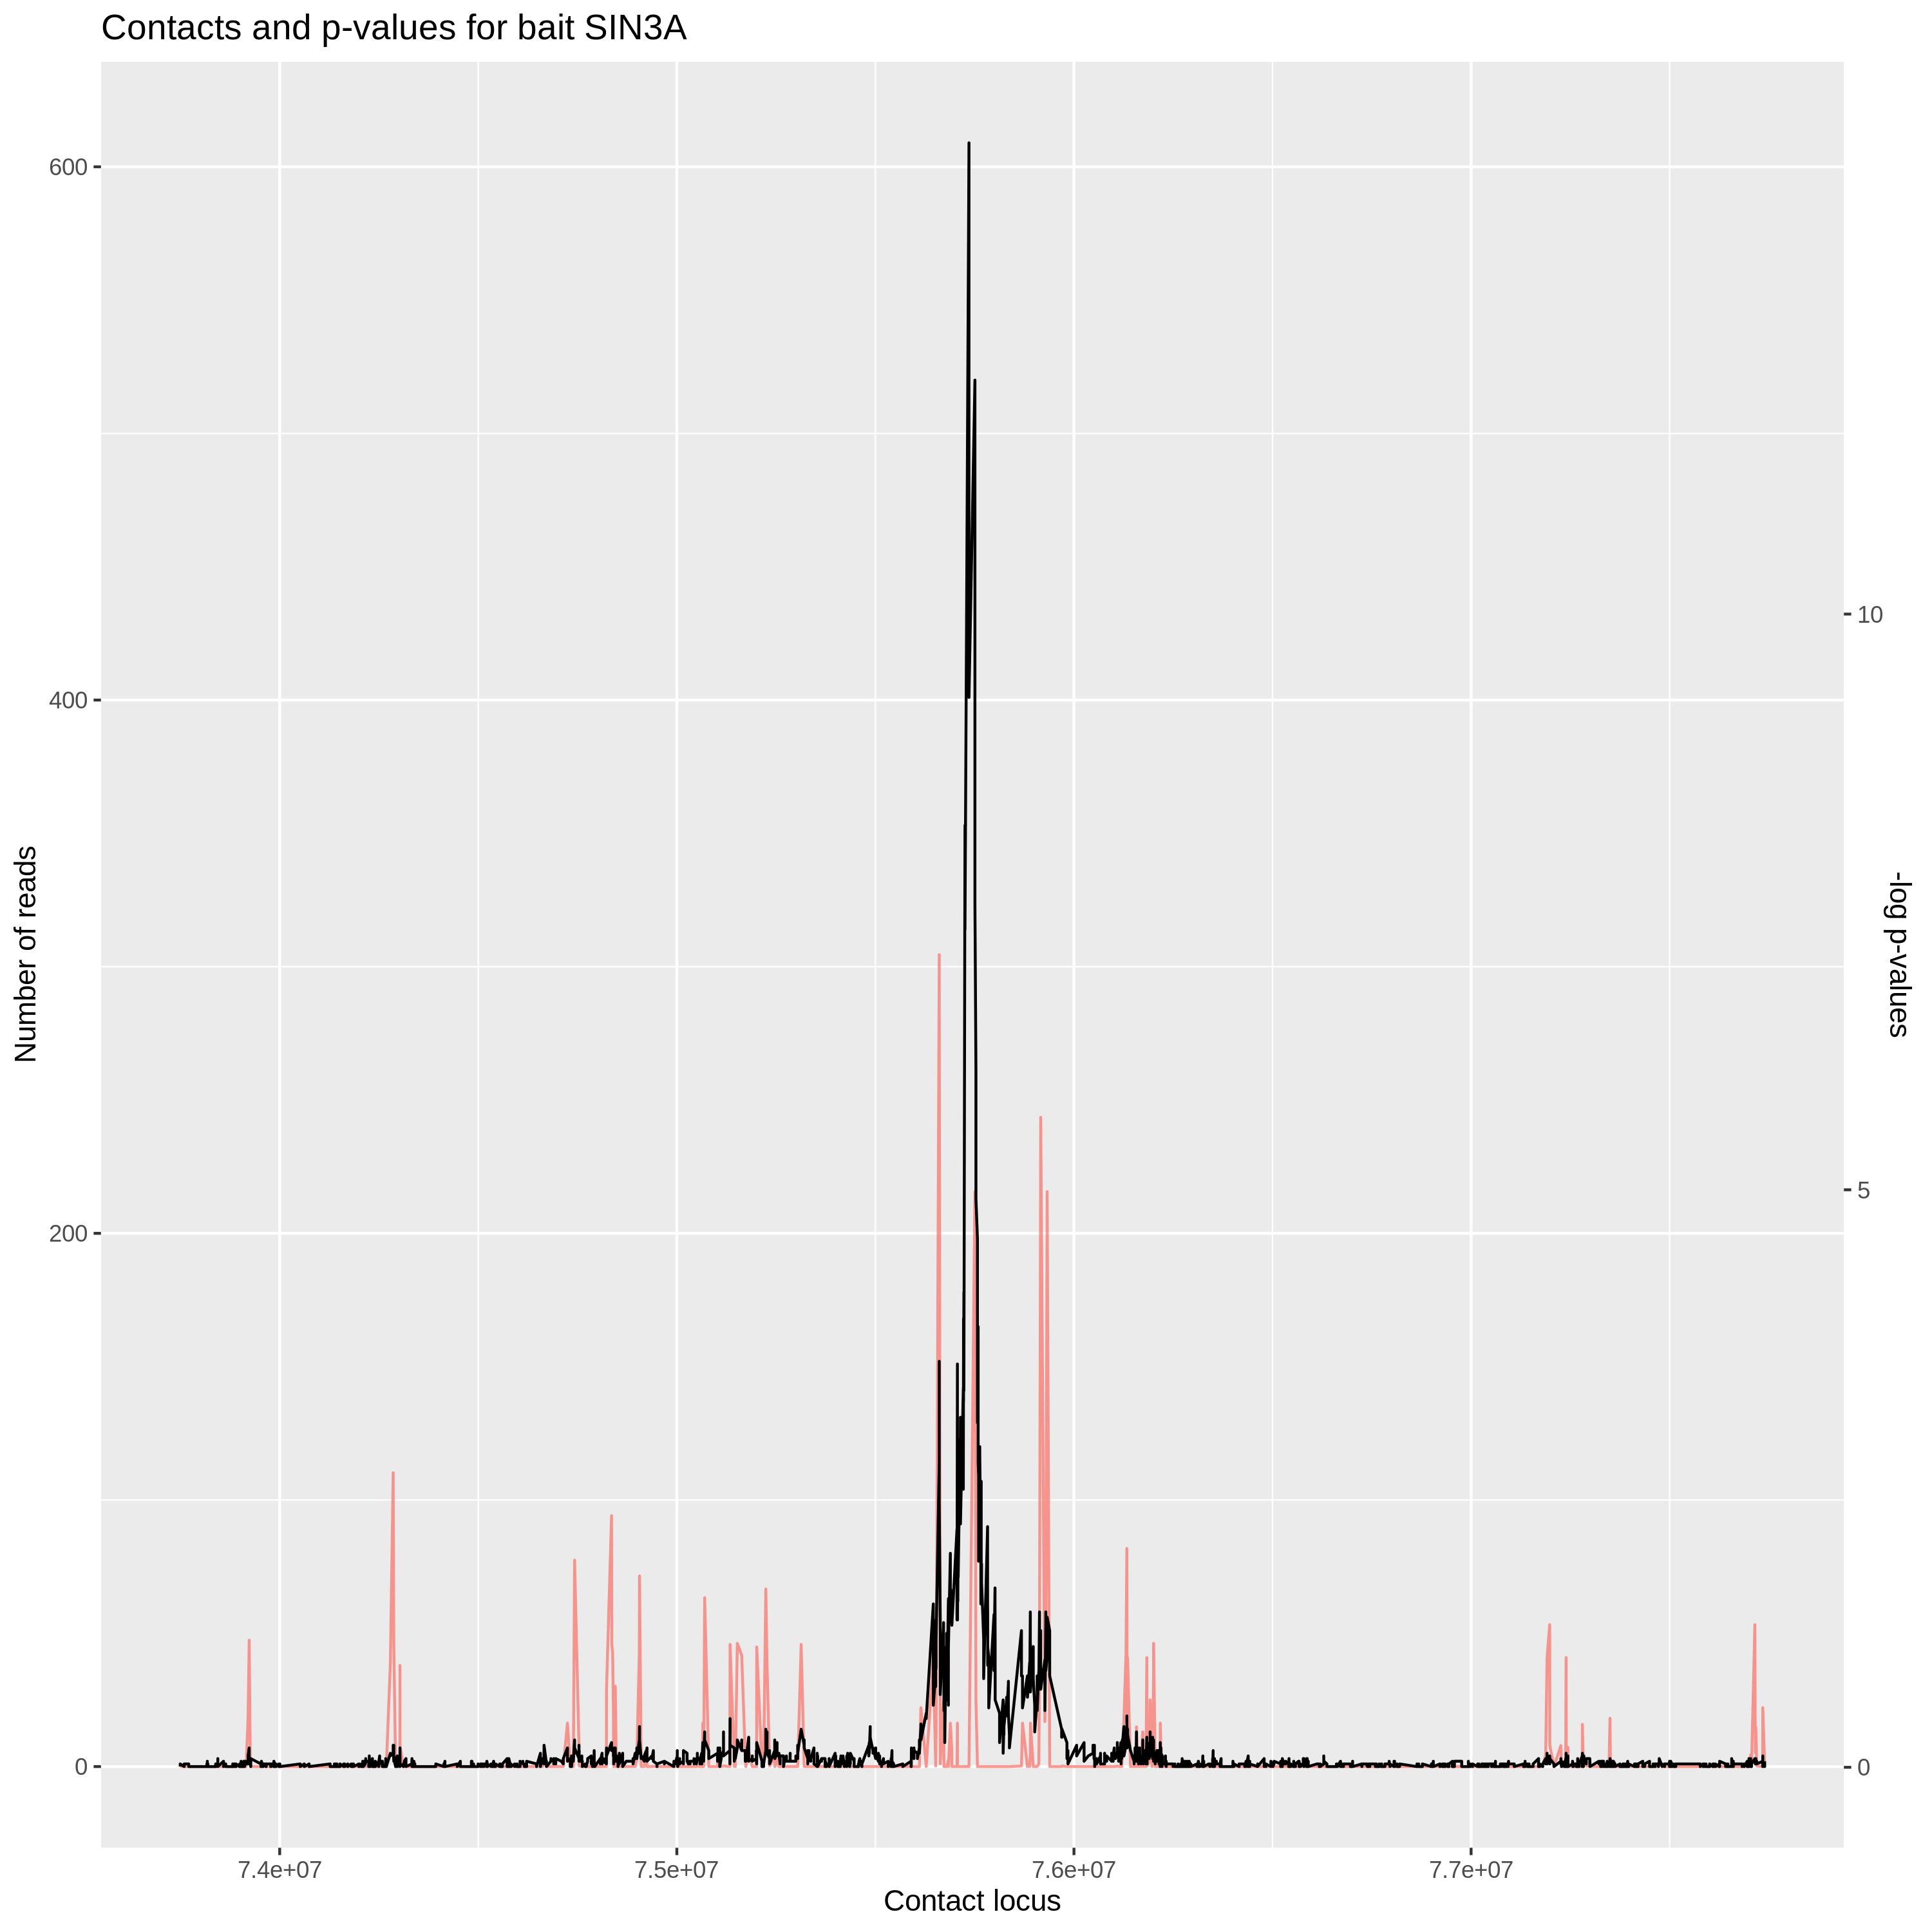 Contacts and p-values for bait SIN3A
600
400
200
0
Number of reads
10
5
0
-log p-values
7.4e+07 7.5e+07 7.6e+07 7.7e+07
Contact locus